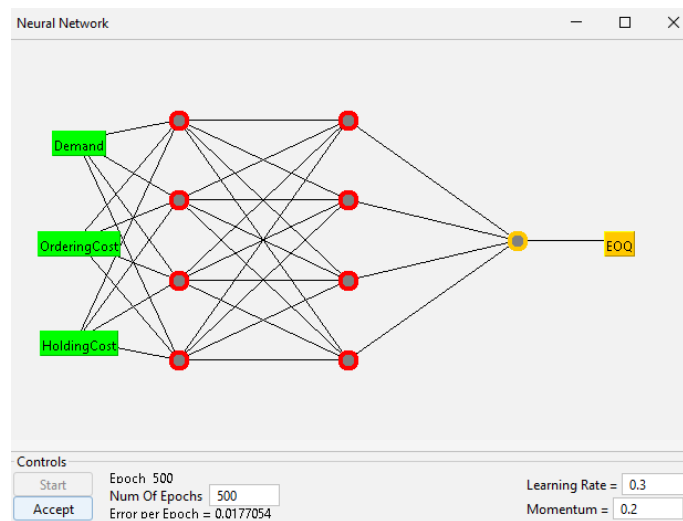 Neural Network
Demand
OrderingCost
EOQ
HoldingCost
Controls
Start
Epoch 500
Num Of Epochs 500
Learning Rate = 0.3
Accept
Error per Epoch = 0.0177054
Momentum = 0.2